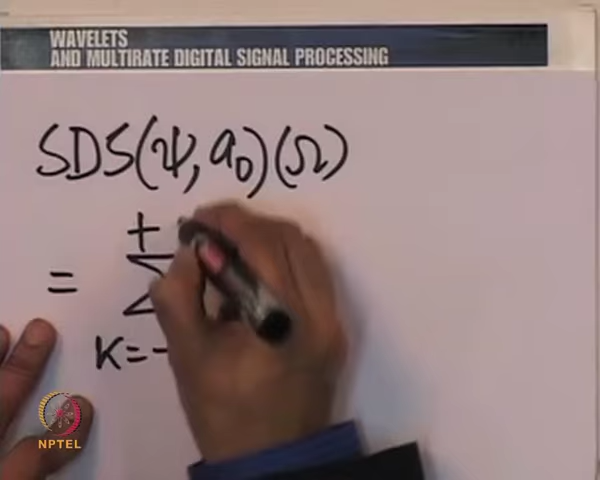 WAVELETS
AND MULTIRATE DIGITAL SIGNAL PROCESSING
SDS(ψ, a₀)(Ω)
= Σ +
K = -
NPTEL